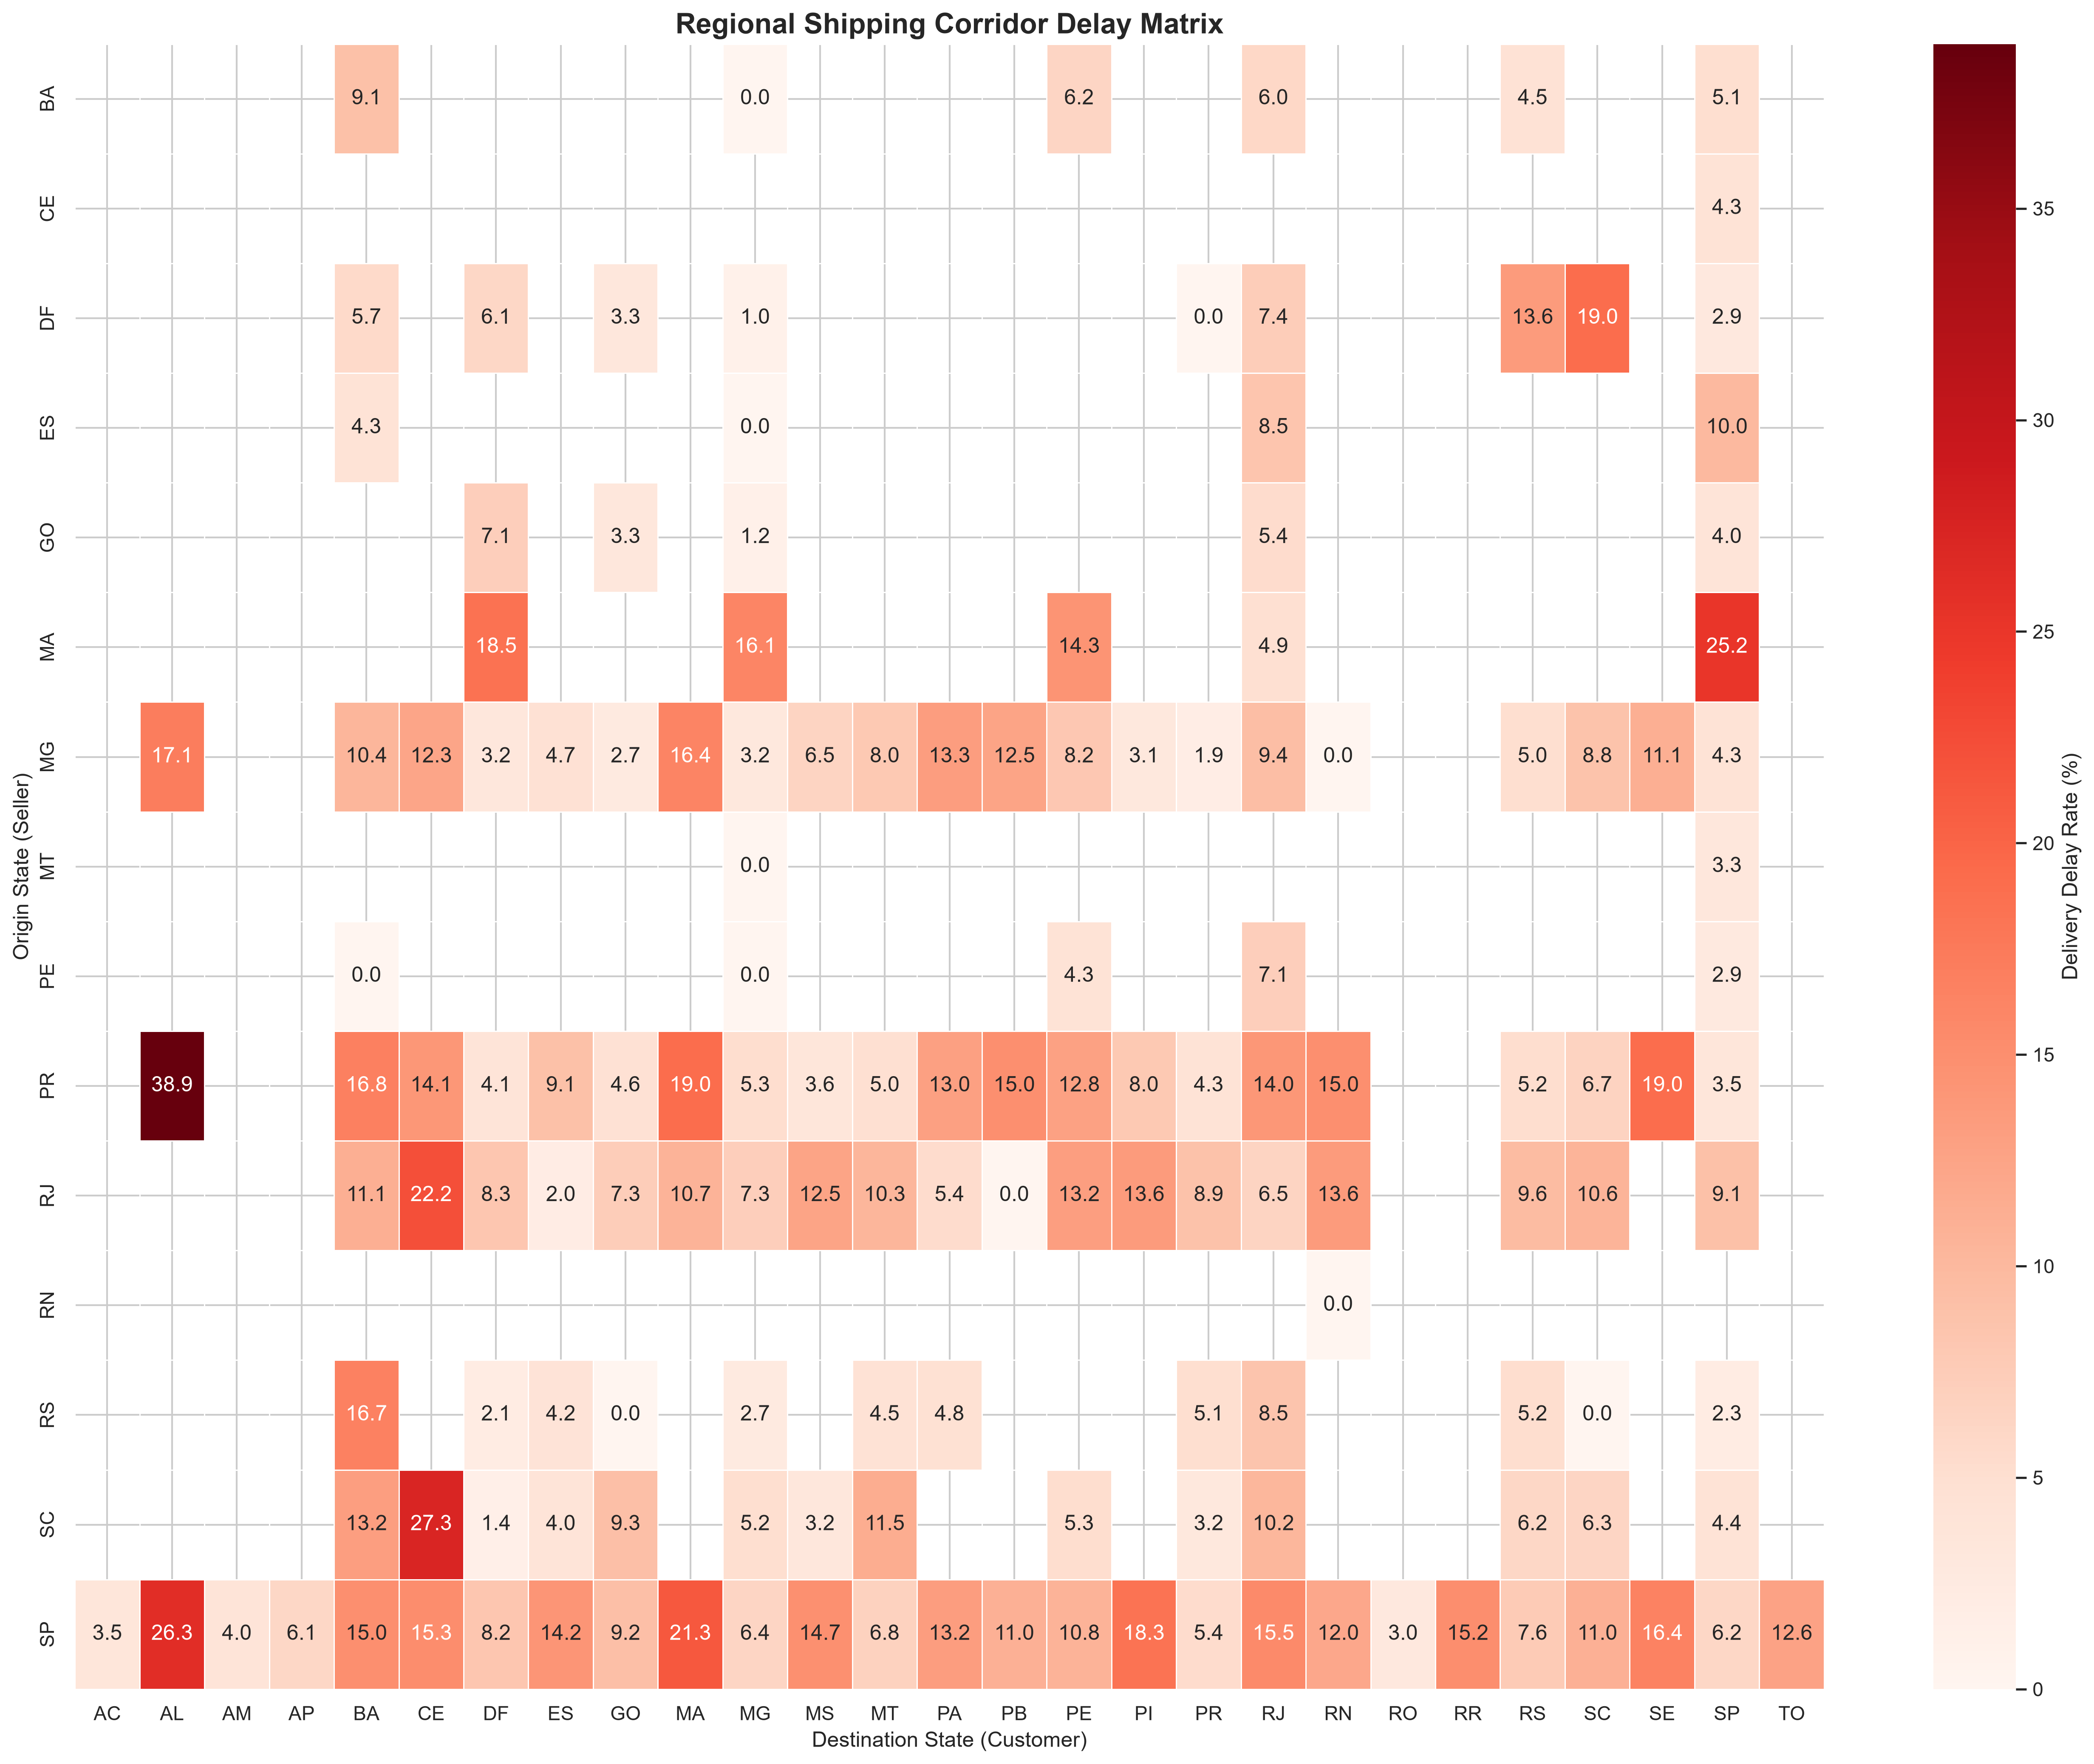 Regional Shipping Corridor Delay Matrix
BA 9.1 0.0 6.2 6.0 4.5 5.1
CE 4.3
DF 5.7 6.1 3.3 1.0 0.0 7.4 13.6 19.0 2.9
ES 4.3 0.0 8.5 10.0
GO 7.1 3.3 1.2 5.4 4.0
MA 18.5 16.1 14.3 4.9 25.2
MG 17.1 10.4 12.3 3.2 4.7 2.7 16.4 3.2 6.5 8.0 13.3 12.5 8.2 3.1 1.9 9.4 0.0 5.0 8.8 11.1 4.3
MT 0.0 3.3
PE 0.0 0.0 4.3 7.1 2.9
PR 38.9 16.8 14.1 4.1 9.1 4.6 19.0 5.3 3.6 5.0 13.0 15.0 12.8 8.0 4.3 14.0 15.0 5.2 6.7 19.0 3.5
RJ 11.1 22.2 8.3 2.0 7.3 10.7 7.3 12.5 10.3 5.4 0.0 13.2 13.6 8.9 6.5 13.6 9.6 10.6 9.1
RN 0.0
RS 16.7 2.1 4.2 0.0 2.7 4.5 4.8 5.1 8.5 5.2 0.0 2.3
SC 13.2 27.3 1.4 4.0 9.3 5.2 3.2 11.5 5.3 3.2 10.2 6.2 6.3 4.4
SP 3.5 26.3 4.0 6.1 15.0 15.3 8.2 14.2 9.2 21.3 6.4 14.7 6.8 13.2 11.0 10.8 18.3 5.4 15.5 12.0 3.0 15.2 7.6 11.0 16.4 6.2 12.6
AC AL AM AP BA CE DF ES GO MA MG MS MT PA PB PE PI PR RJ RN RO RR RS SC SE SP TO
Destination State (Customer)
Origin State (Seller)
35
30
25
20
15
10
5
0
Delivery Delay Rate (%)